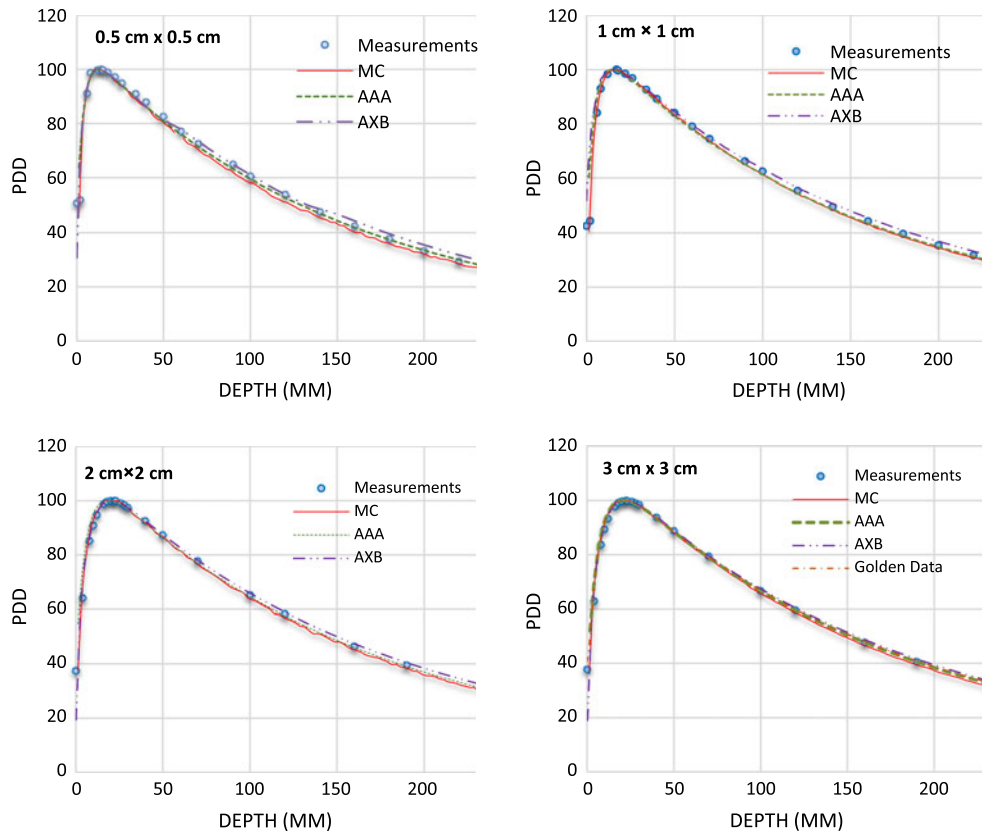 0.5 cm x 0.5 cm
Measurements
MC
AAA
AXB
120
100
80
60
40
20
0
PDD
0
50
100
150
200
DEPTH (MM)
1 cm × 1 cm
Measurements
MC
AAA
AXB
120
100
80
60
40
20
0
PDD
0
50
100
150
200
DEPTH (MM)
2 cm×2 cm
Measurements
MC
AAA
AXB
120
100
80
60
40
20
0
PDD
0
50
100
150
200
DEPTH (MM)
3 cm x 3 cm
Measurements
MC
AAA
AXB
Golden Data
120
100
80
60
40
20
0
PDD
0
50
100
150
200
DEPTH (MM)